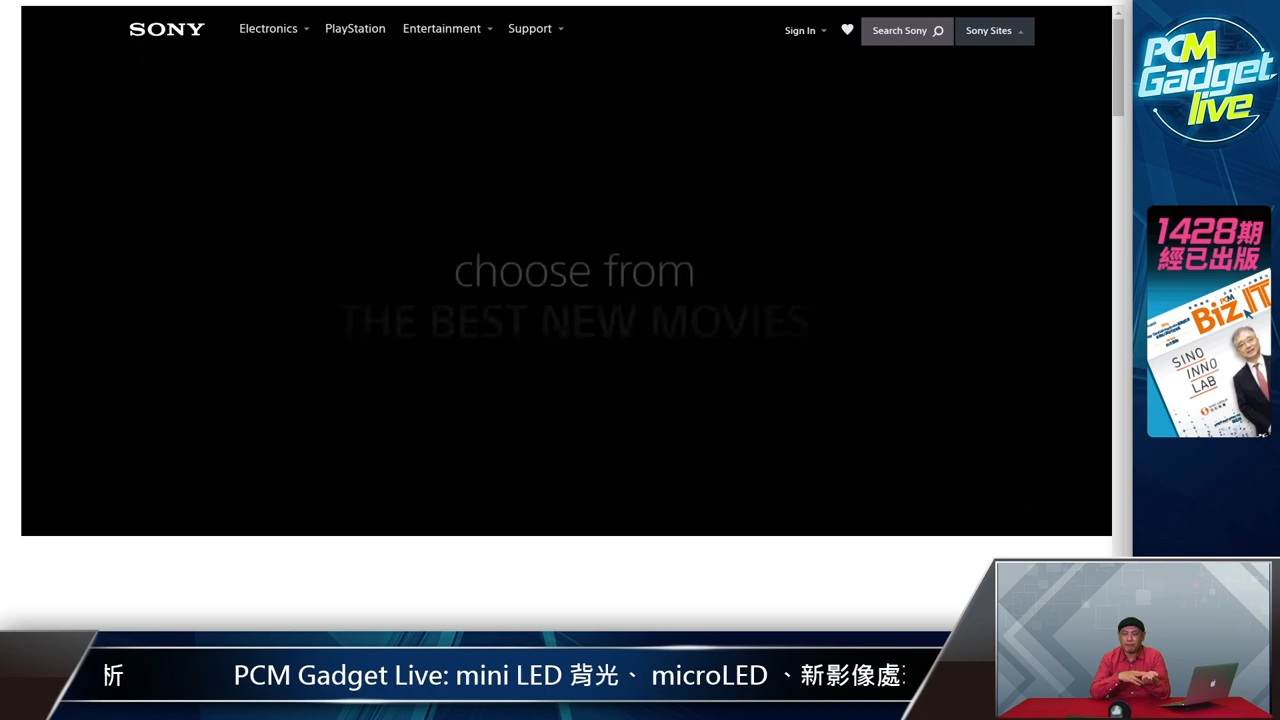 SONY
Electronics
PlayStation
Entertainment
Support
Sign In
Search Sony
Sony Sites
choose from
THE BEST NEW MOVIES
PCM
Gadget
live
1428期
經已出版
PCM
Biz.IT
SINO
INNO
LAB
析 PCM Gadget Live: mini LED 背光、 microLED 、新影像處